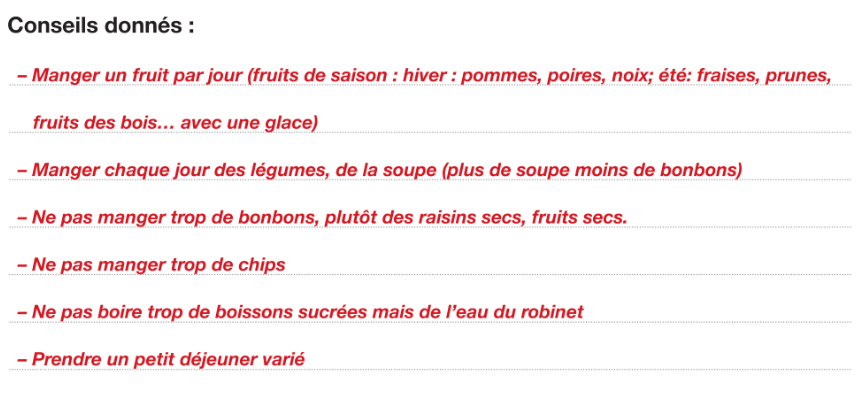 Conseils donnés :
– Manger un fruit par jour (fruits de saison : hiver : pommes, poires, noix; été: fraises, prunes,
fruits des bois… avec une glace)
– Manger chaque jour des légumes, de la soupe (plus de soupe moins de bonbons)
– Ne pas manger trop de bonbons, plutôt des raisins secs, fruits secs.
– Ne pas manger trop de chips
– Ne pas boire trop de boissons sucrées mais de l’eau du robinet
– Prendre un petit déjeuner varié